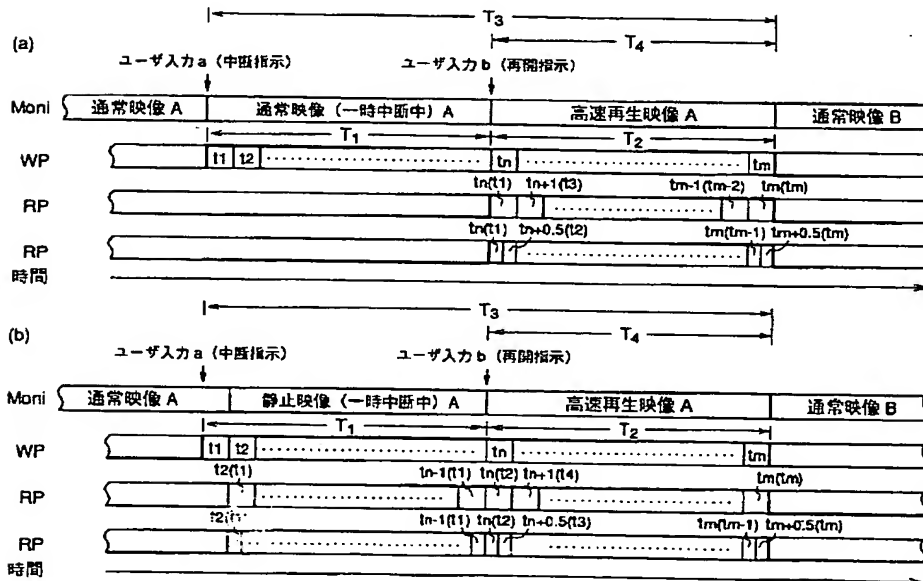 T3
(a)
T4
ユーザ入力 a (中断指示) ユーザ入力 b (再開指示)
Moni 通常映像 A 通常映像 (一時中断中) A 高速再生映像 A 通常映像 B
T1 T2
WP t1 t2 tn tm
tn(t1) tn+1(t3) tm-1(tm-2) tm(tm)
RP
tn(t1) tn+0.5(t2) tm(tm-1) tm+0.5(tm)
RP
時間
T3
(b)
T4
ユーザ入力 a (中断指示) ユーザ入力 b (再開指示)
Moni 通常映像 A 静止映像 (一時中断中) A 高速再生映像 A 通常映像 B
T1 T2
WP t1 t2 tn tm
t2(t1) tn-1(t1) tn(t2) tn+1(t4) tm(tm)
RP
tn-1(t1) tn(t2) tn+0.5(t3) tm(tm-1) tm+0.5(tm)
RP
時間